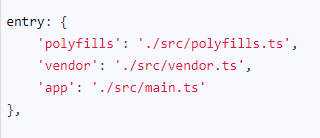 entry: {
    'polyfills': './src/polyfills.ts',
    'vendor': './src/vendor.ts',
    'app': './src/main.ts'
},